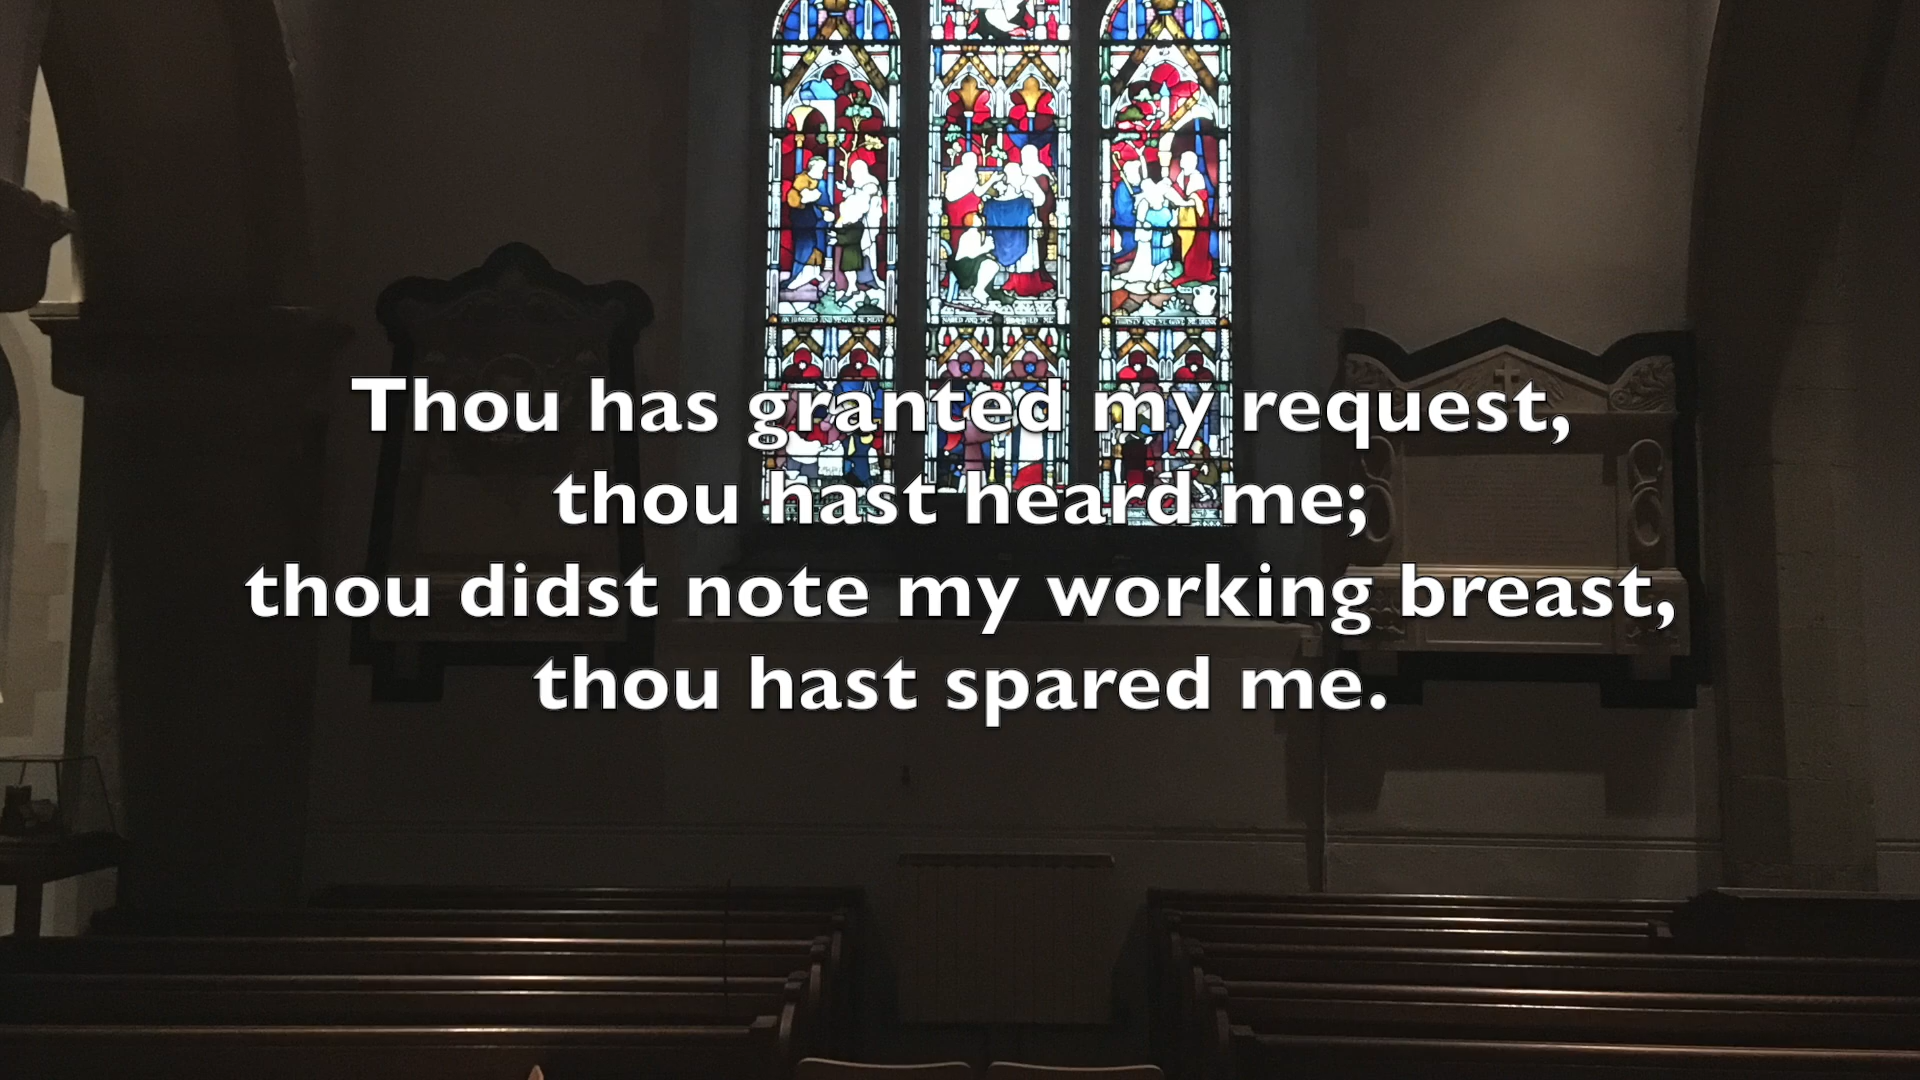 Thou has granted my request,
thou hast heard me;
thou didst note my working breast,
thou hast spared me.